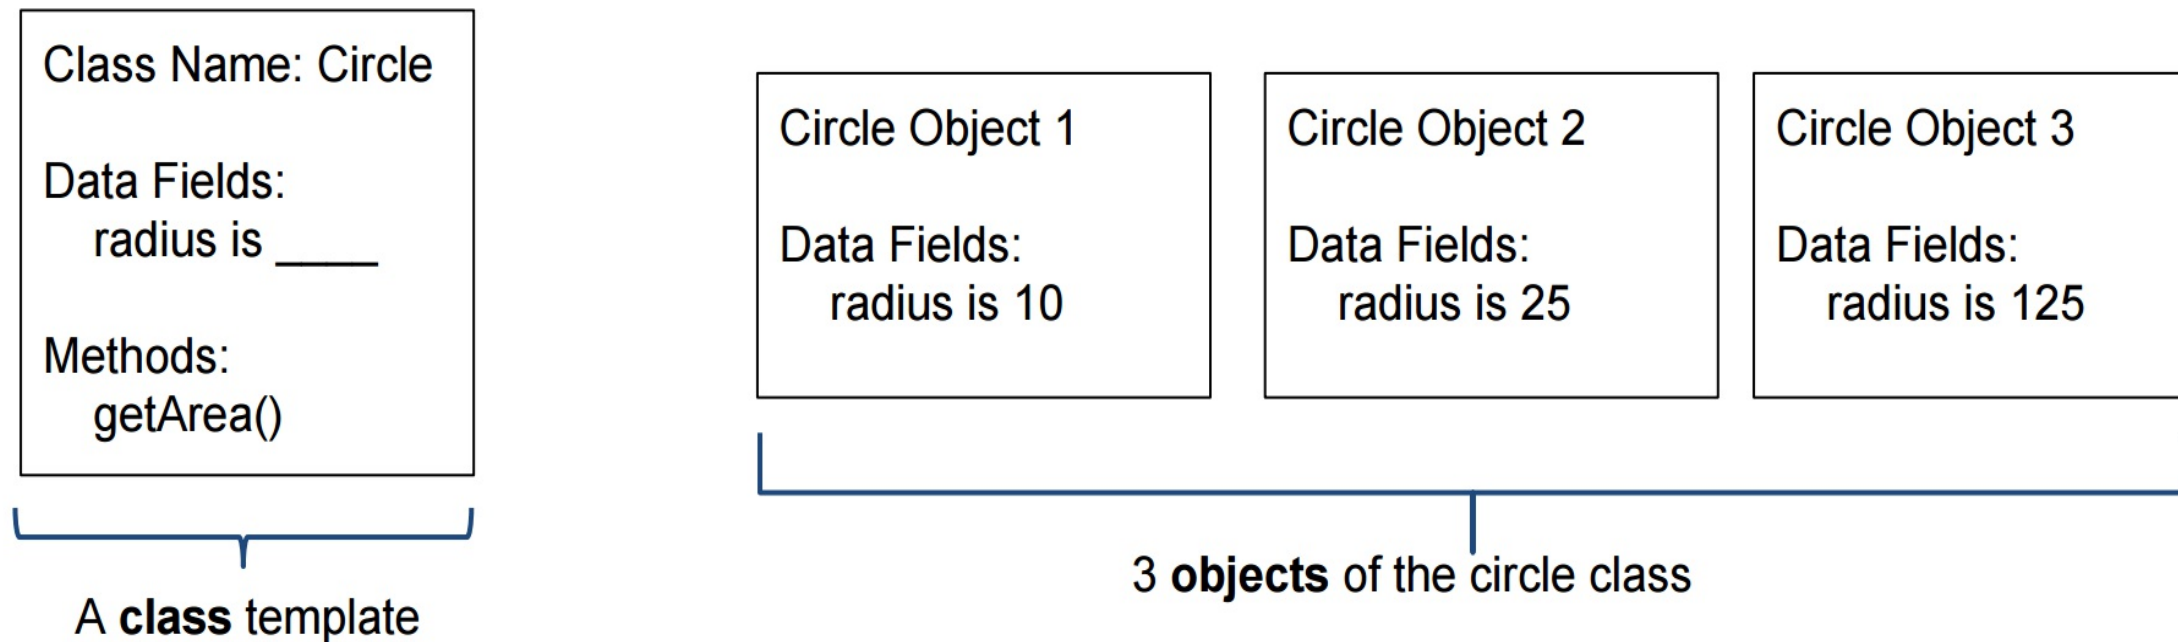 Class Name: Circle
Data Fields:
radius is ____
Methods:
getArea()
A class template
Circle Object 1
Data Fields:
radius is 10
Circle Object 2
Data Fields:
radius is 25
Circle Object 3
Data Fields:
radius is 125
3 objects of the circle class